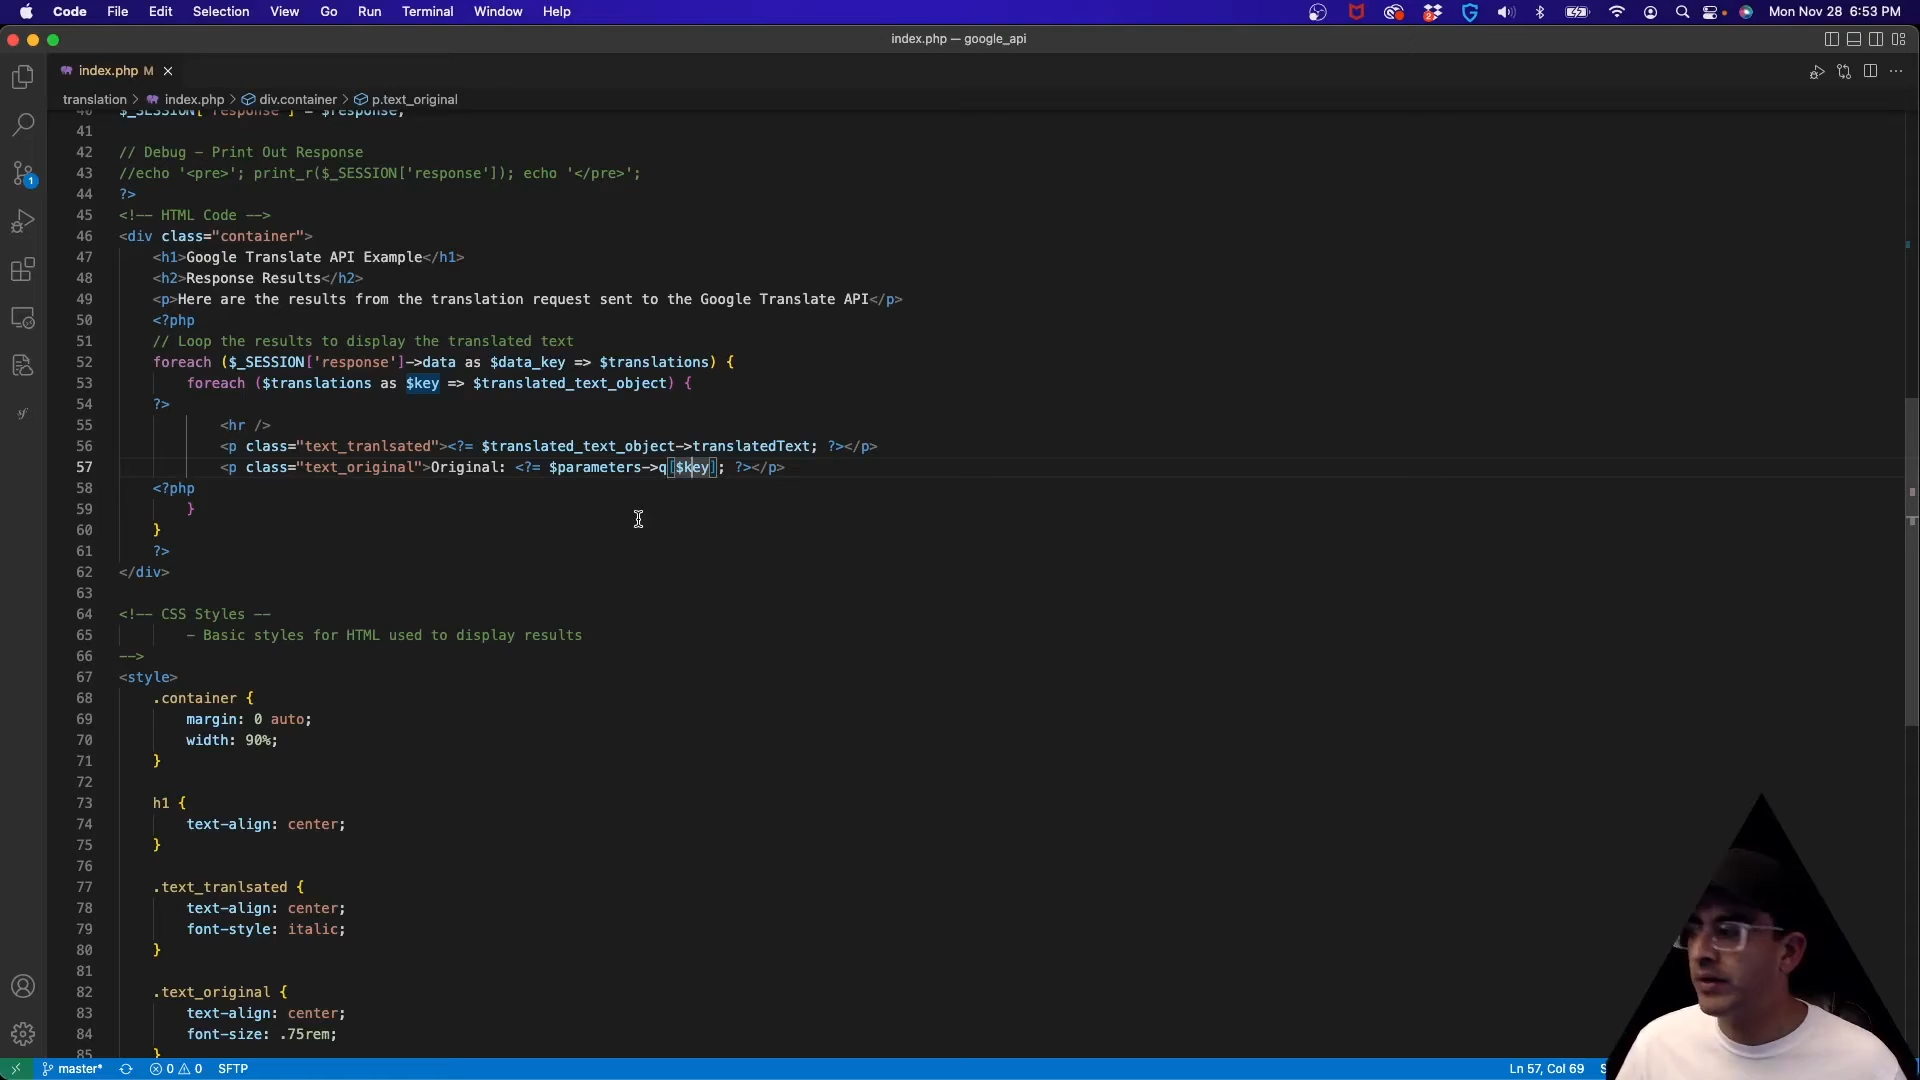 Code File Edit Selection View Go Run Terminal Window Help
2
Mon Nov 28 6:53 PM
index.php — google_api
index.php M
translation > index.php > div.container > p.text_original
40 $_SESSION['response'] = $response;
41
42 // Debug - Print Out Response
43 //echo '<pre>'; print_r($_SESSION['response']); echo '</pre>';
44 ?>
45 <!-- HTML Code -->
46 <div class="container">
47 <h1>Google Translate API Example</h1>
48 <h2>Response Results</h2>
49 <p>Here are the results from the translation request sent to the Google Translate API</p>
50 <?php
51 // Loop the results to display the translated text
52 foreach ($_SESSION['response']->data as $data_key => $translations) {
53 foreach ($translations as $key => $translated_text_object) {
54 ?>
55 <hr />
56 <p class="text_tranlsated"><?= $translated_text_object->translatedText; ?></p>
57 <p class="text_original">Original: <?= $parameters->q[$key]; ?></p>
58 <?php
59 }
60 }
61 ?>
62 </div>
63
64 <!-- CSS Styles --
65 - Basic styles for HTML used to display results
66 -->
67 <style>
68 .container {
69 margin: 0 auto;
70 width: 90%;
71 }
72
73 h1 {
74 text-align: center;
75 }
76
77 .text_tranlsated {
78 text-align: center;
79 font-style: italic;
80 }
81
82 .text_original {
83 text-align: center;
84 font-size: .75rem;
85 }
1
master* 0 0 SFTP
Ln 57, Col 69